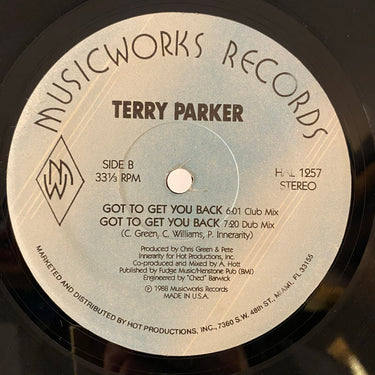 MUSICWORKS RECORDS
TERRY PARKER
SIDE B
33⅓ RPM
HAL 1257
STEREO
GOT TO GET YOU BACK 6:01 Club Mix
GOT TO GET YOU BACK 7:20 Dub Mix
(C. Green, C. Williams, P. Innerarity)
Produced by Chris Green & Pete
Innerarity for Hot Productions, Inc.
Co-produced and Mixed by A. Hott
Published by Fudge Music/Henstone Pub (BMI)
Engineered by "Ched" Barwick
Ⓟ 1988 Musicworks Records
MADE IN U.S.A.
MARKETED AND DISTRIBUTED BY HOT PRODUCTIONS, INC., 7360 S.W. 48th ST., MIAMI, FL 33155